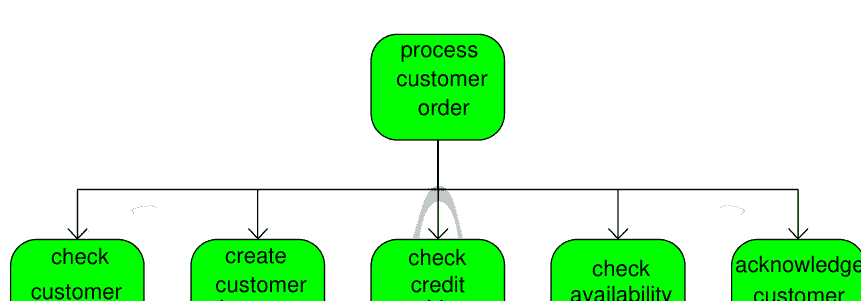 process
customer
order
check
customer
create
customer
check
credit
check
availability
acknowledge
customer